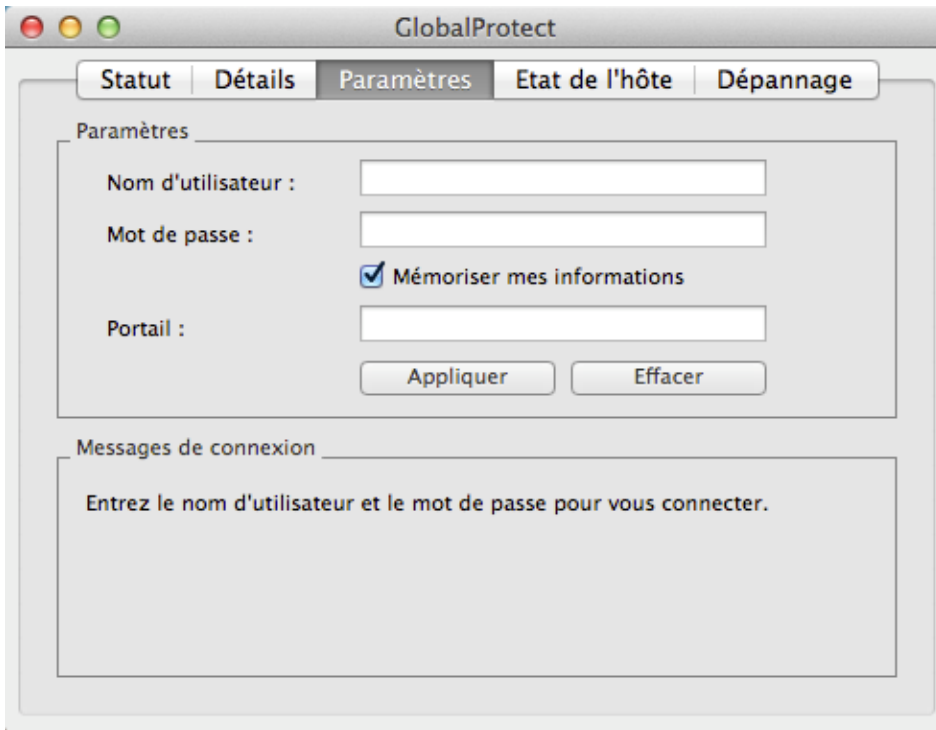 GlobalProtect
Statut Détails Paramètres Etat de l'hôte Dépannage
Paramètres
Nom d'utilisateur :
Mot de passe :
Mémoriser mes informations
Portail :
Appliquer Effacer
Messages de connexion
Entrez le nom d'utilisateur et le mot de passe pour vous connecter.